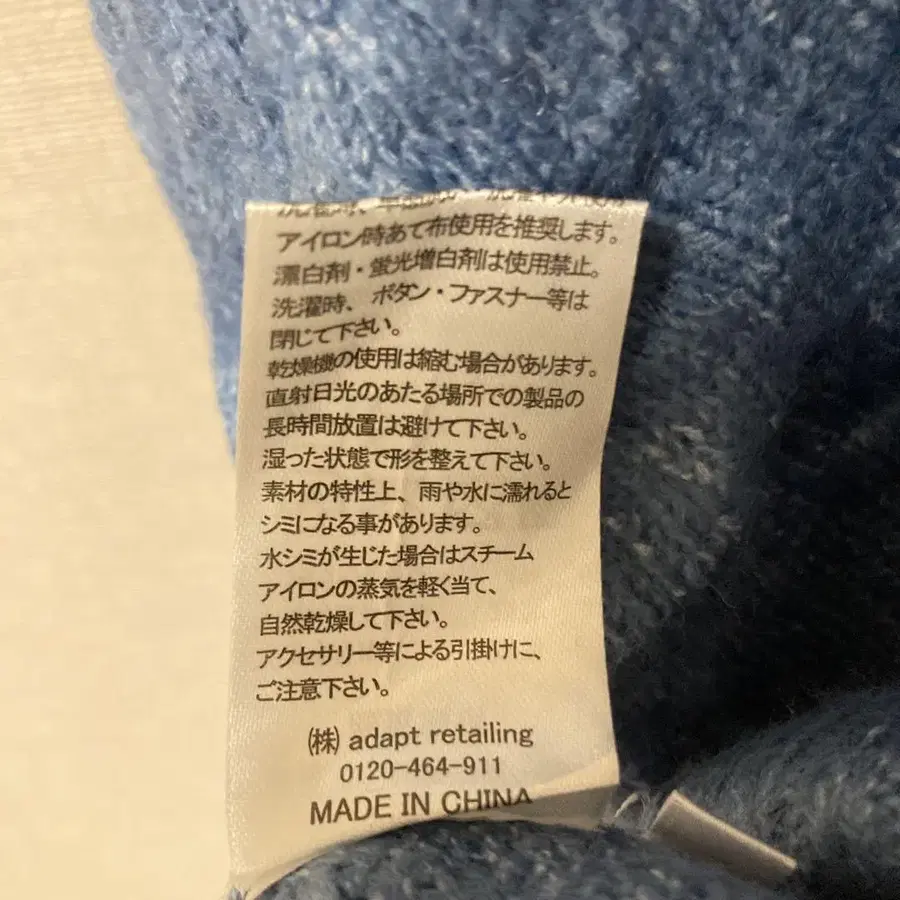 アイロン時あて布使用を推奨します。
漂白剤・蛍光増白剤は使用禁止。
洗濯時、ボタン・ファスナー等は
閉じて下さい。
乾燥機の使用は縮む場合があります。
直射日光のあたる場所での製品の
長時間放置は避けて下さい。
湿った状態で形を整えて下さい。
素材の特性上、雨や水に濡れると
シミになる事があります。
水シミが生じた場合はスチーム
アイロンの蒸気を軽く当て、
自然乾燥して下さい。
アクセサリー等による引掛けに、
ご注意下さい。
(株) adapt retailing
0120-464-911
MADE IN CHINA